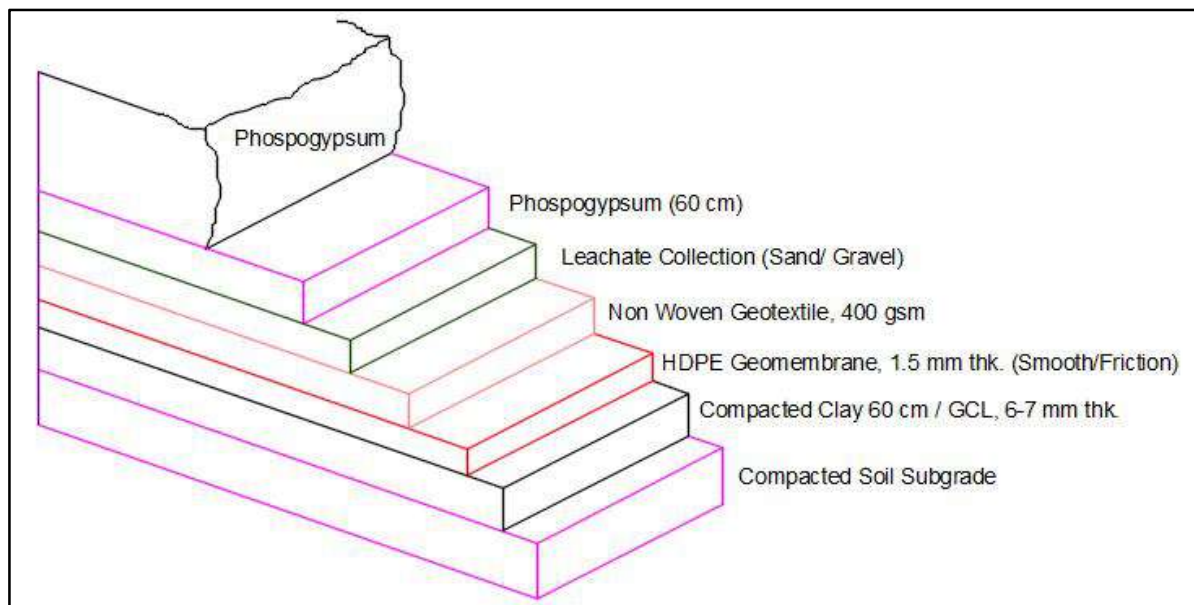 Phospogypsum
Phospogypsum (60 cm)
Leachate Collection (Sand/ Gravel)
Non Woven Geotextile, 400 gsm
HDPE Geomembrane, 1.5 mm thk. (Smooth/Friction)
Compacted Clay 60 cm / GCL, 6-7 mm thk.
Compacted Soil Subgrade